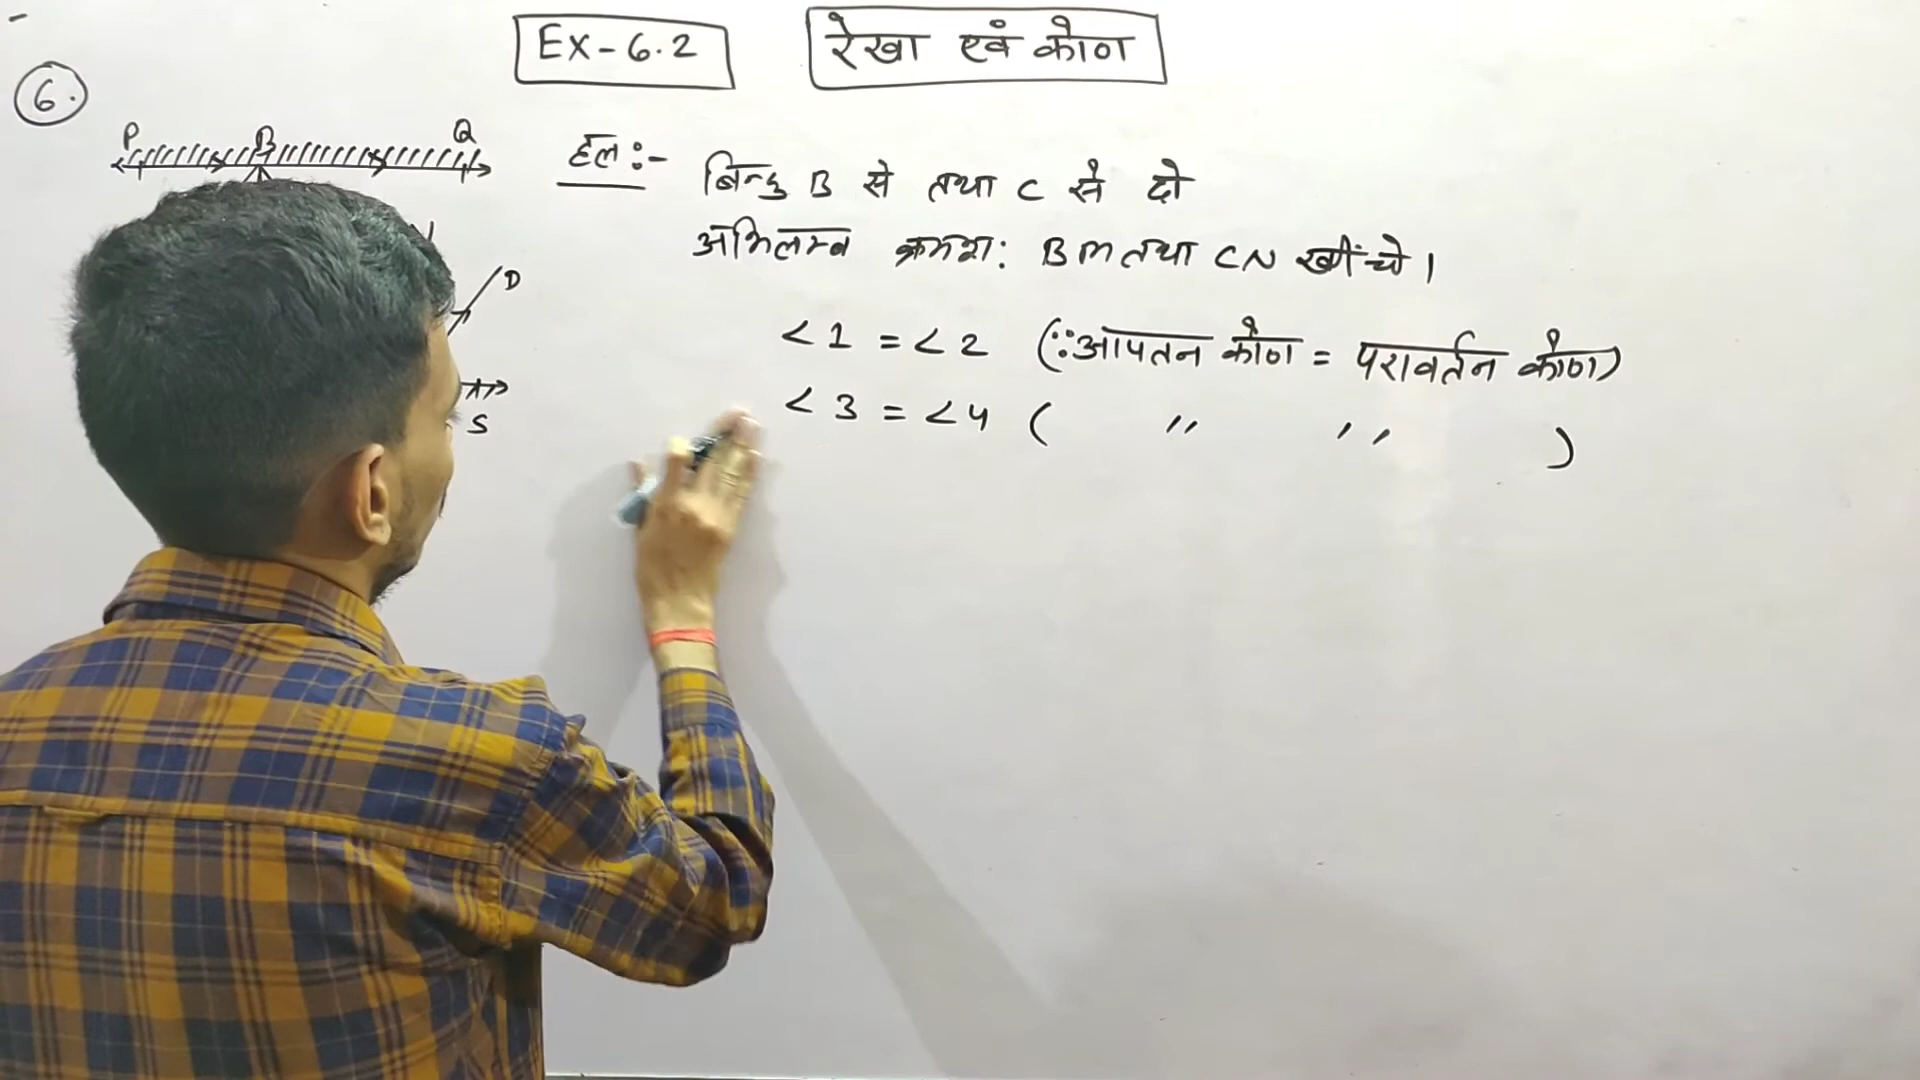 EX-6.2
रेखा एवं कोण
6.
P B Q
D
S
हल :-
बिन्दु B से तथा C से दो
अभिलम्ब क्रमश: BM तथा CN खींचे।
<1 = <2 (∵ आपतन कोण = परावर्तन कोण)
<3 = <4 ( " " )